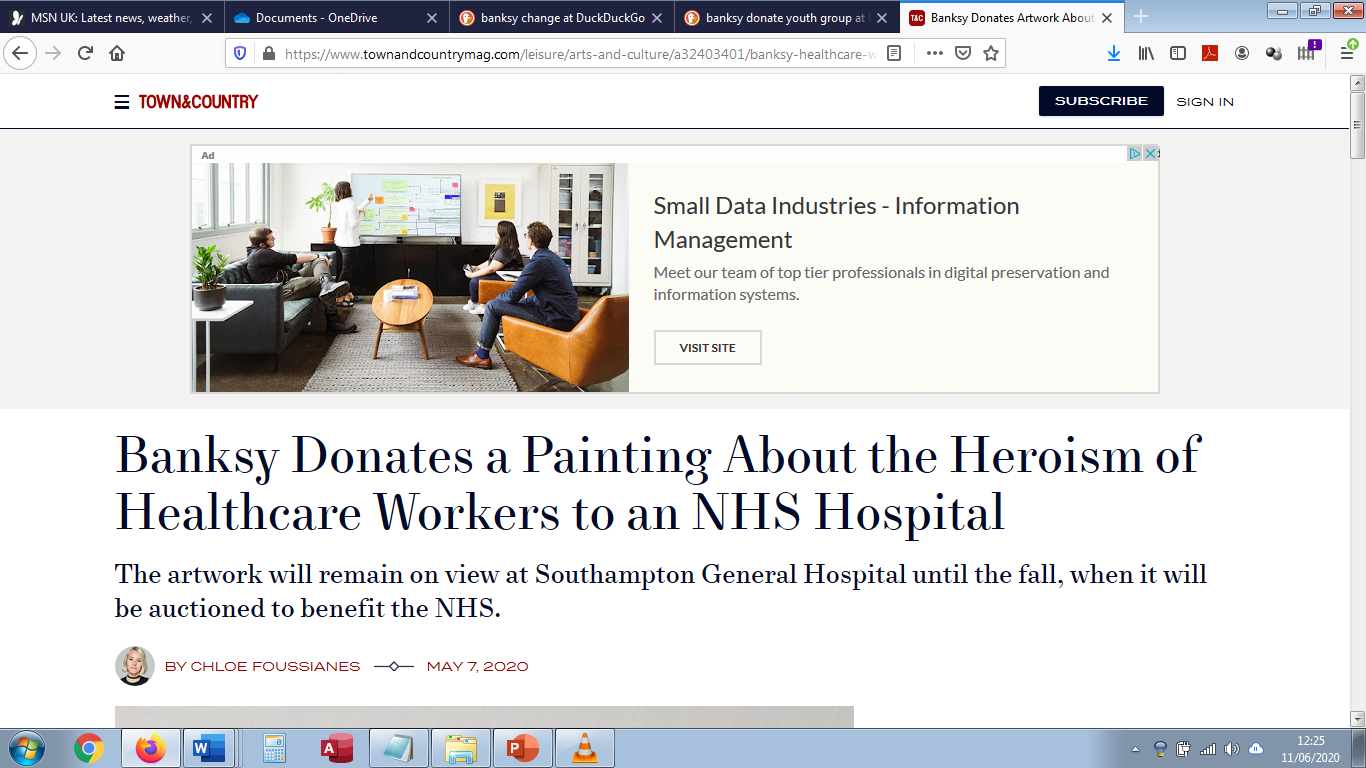 MSN UK: Latest news, weather,
Documents - OneDrive
banksy change at DuckDuckGo
banksy donate youth group at
Banksy Donates Artwork About
https://www.townandcountrymag.com/leisure/arts-and-culture/a32403401/banksy-healthcare-w
TOWN&COUNTRY
SUBSCRIBE
SIGN IN
Ad
Small Data Industries - Information
Management
Meet our team of top tier professionals in digital preservation and
information systems.
VISIT SITE
Banksy Donates a Painting About the Heroism of
Healthcare Workers to an NHS Hospital
The artwork will remain on view at Southampton General Hospital until the fall, when it will
be auctioned to benefit the NHS.
BY CHLOE FOUSSIANES
MAY 7, 2020
12:25
11/06/2020